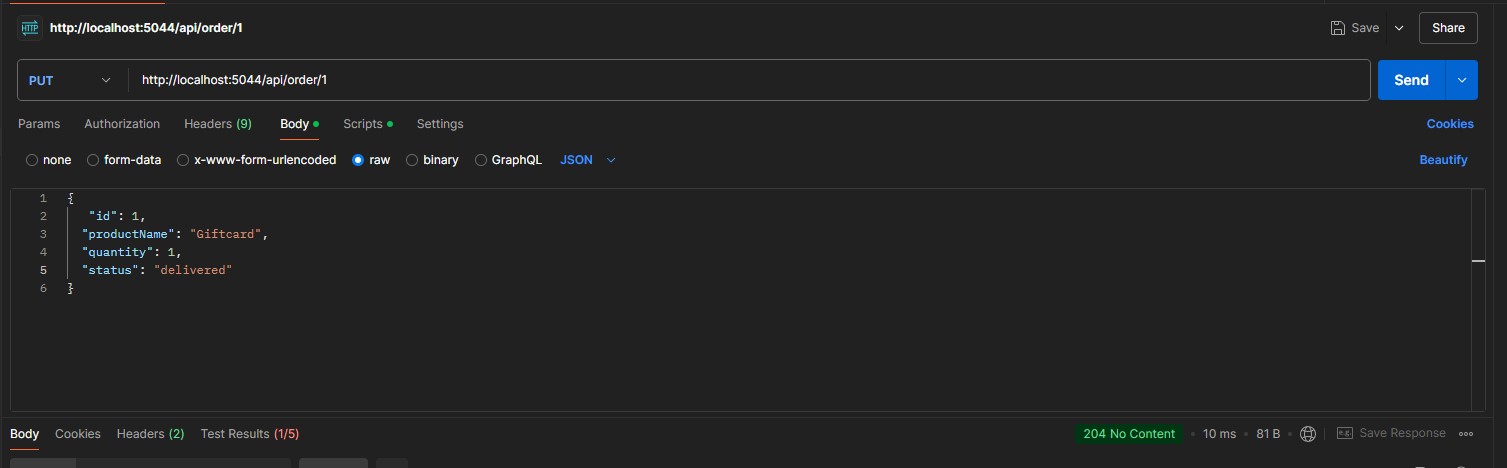 HTTP http://localhost:5044/api/order/1 Save Share
PUT http://localhost:5044/api/order/1 Send
Params Authorization Headers (9) Body Scripts Settings Cookies
none form-data x-www-form-urlencoded raw binary GraphQL JSON Beautify
1 {
2 "id": 1,
3 "productName": "Giftcard",
4 "quantity": 1,
5 "status": "delivered"
6 }
Body Cookies Headers (2) Test Results (1/5) 204 No Content • 10 ms • 81 B • e.g. Save Response